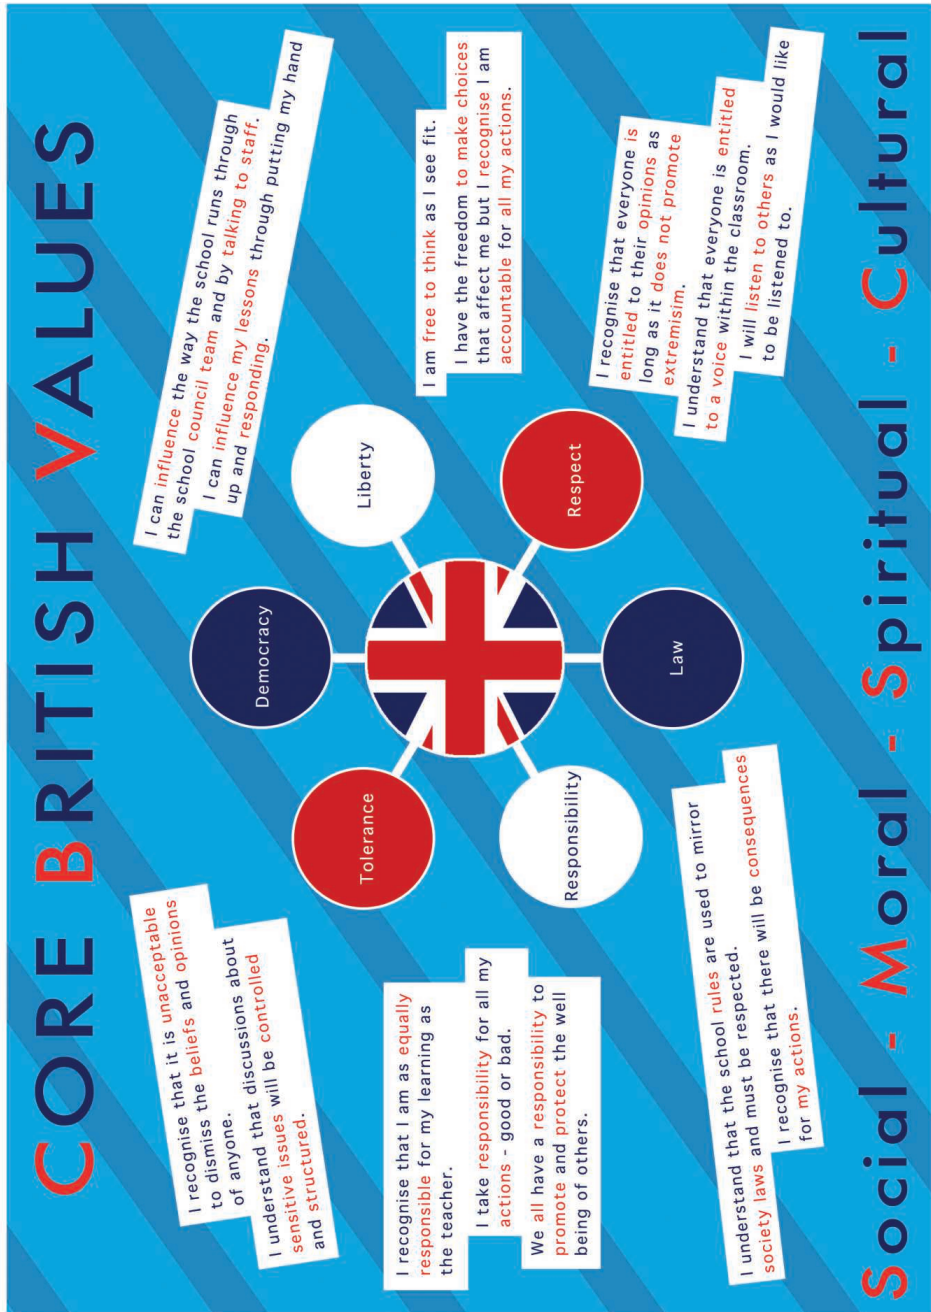 CORE BRITISH VALUES
I recognise that it is unacceptable
to dismiss the beliefs and opinions
of anyone.
I understand that discussions about
sensitive issues will be controlled
and structured.
I can influence the way the school runs through
the school council team and by talking to staff.
I can influence my lessons through putting my hand
up and responding.
Democracy
Tolerance
Liberty
I recognise that I am as equally
responsible for my learning as
the teacher.
I take responsibility for all my
actions - good or bad.
We all have a responsibility to
promote and protect the well
being of others.
I am free to think as I see fit.
I have the freedom to make choices
that affect me but I recognise I am
accountable for all my actions.
Responsibility
Respect
Law
I understand that the school rules are used to mirror
society laws and must be respected.
I recognise that there will be consequences
for my actions.
I recognise that everyone is
entitled to their opinions as
long as it does not promote
extremisim.
I understand that everyone is entitled
to a voice within the classroom.
I will listen to others as I would like
to be listened to.
Social - Moral - Spiritual - Cultural